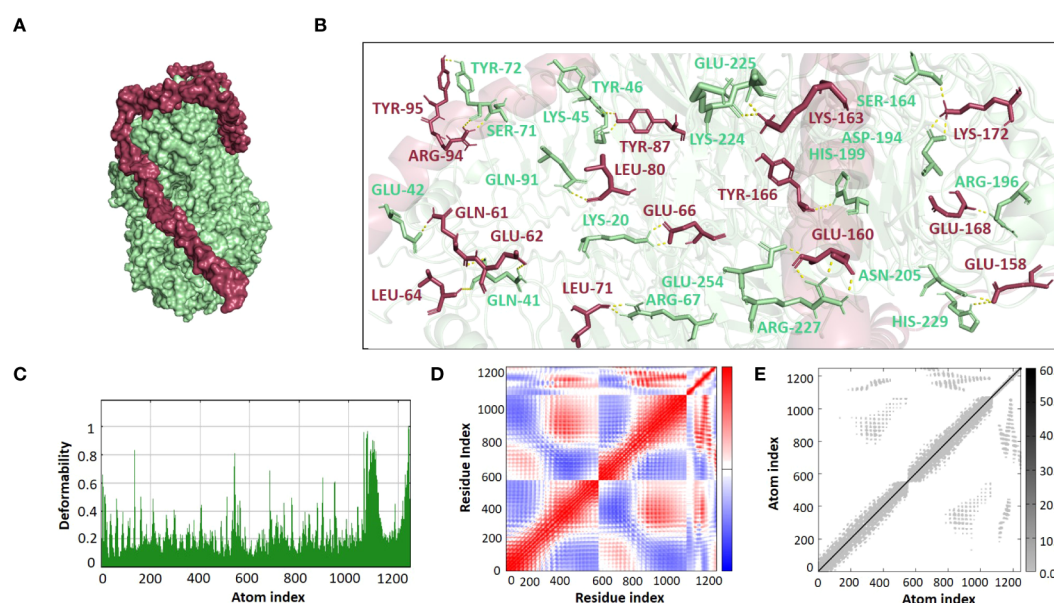 A
B
TYR-72
TYR-95
SER-71
ARG-94
TYR-46
LYS-45
TYR-87
GLU-225
LYS-224
LYS-163
SER-164
ASP-194
LYS-172
HIS-199
GLN-91
LEU-80
TYR-166
ARG-196
GLU-42
GLN-61
GLU-62
LYS-20
GLU-66
GLU-160
GLU-168
LEU-64
GLN-41
LEU-71
ARG-67
GLU-254
ARG-227
ASN-205
GLU-158
HIS-229
C
Deformability
1
0.8
0.6
0.4
0.2
0
0 200 400 600 800 1000 1200
Atom index
D
Residue Index
1200
1000
800
600
400
200
0
0 200 400 600 800 1000 1200
Residue index
E
Atom index
1200
1000
800
600
400
200
0
0 200 400 600 800 1000 1200
Atom index
60
50
40
30
20
10
0.0